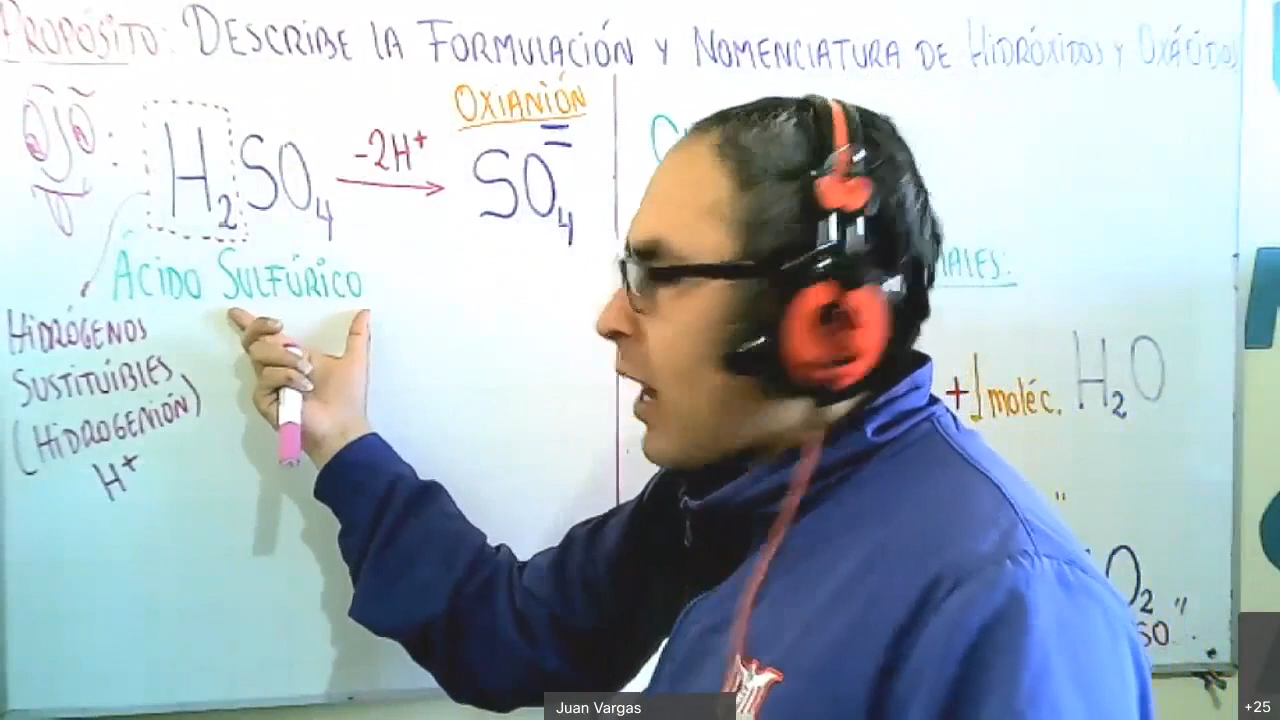 PROPÓSITO: DESCRIBE LA FORMULACIÓN Y NOMENCLATURA DE HIDRÓXIDOS Y OXÁCIDOS
OXIANIÓN
H₂SO₄ -2H⁺ → SO₄⁼
ÁCIDO SULFÚRICO
HIDRÓGENOS
SUSTITUIBLES
(HIDROGENIÓN)
H⁺
+1 moléc. H₂O
O₂ "
SO
Juan Vargas
+25